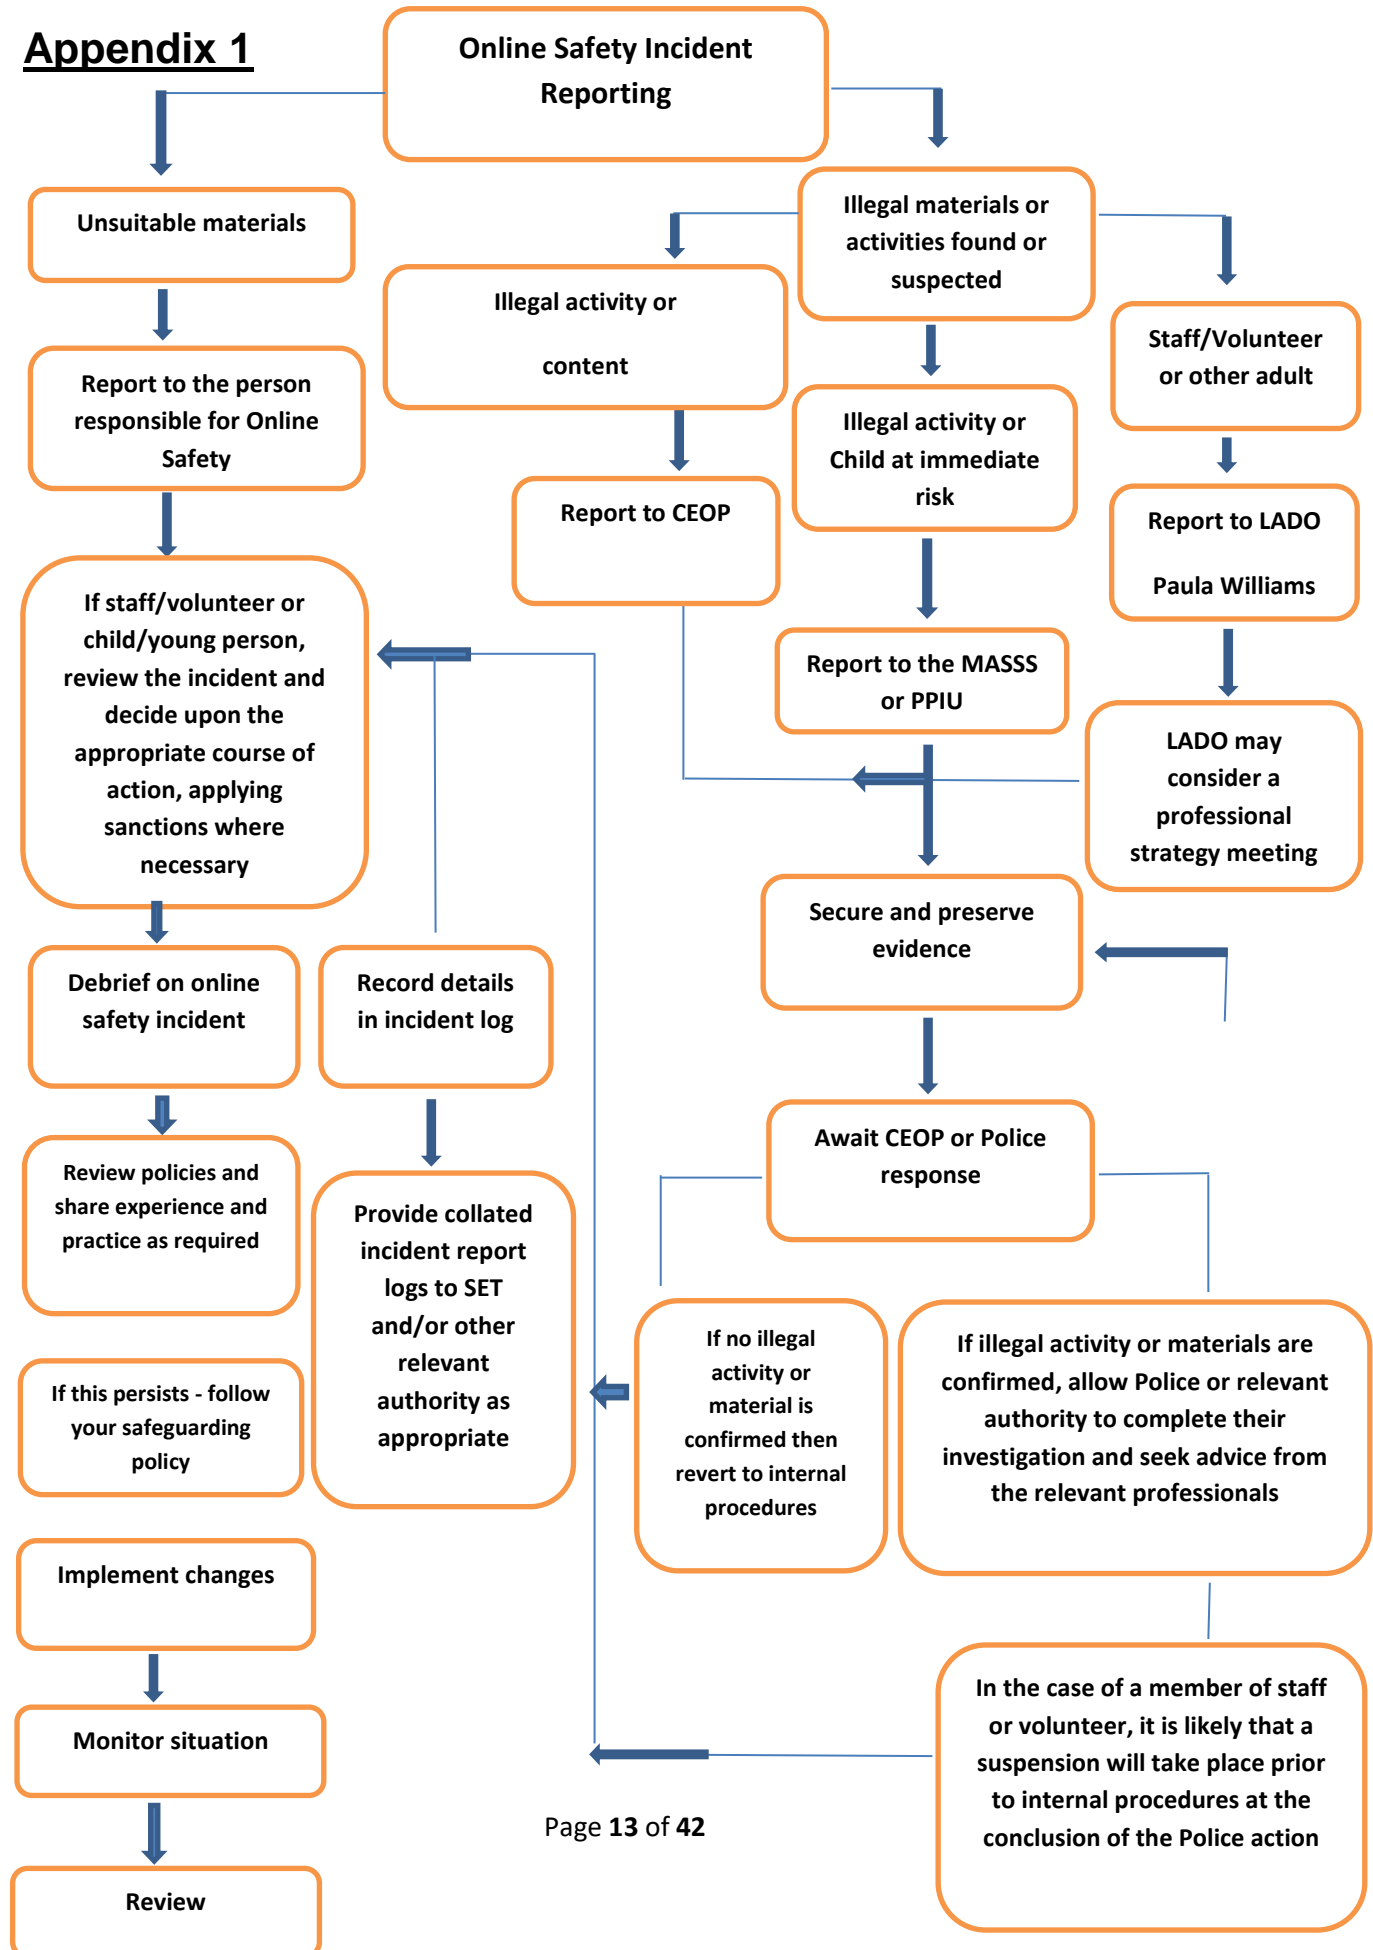 Appendix 1
Online Safety Incident
Reporting
Unsuitable materials
Illegal materials or
activities found or
suspected
Illegal activity or
content
Staff/Volunteer
or other adult
Report to the person
responsible for Online
Safety
Illegal activity or
Child at immediate
risk
Report to CEOP
Report to LADO
Paula Williams
If staff/volunteer or
child/young person,
review the incident and
decide upon the
appropriate course of
action, applying
sanctions where
necessary
Report to the MASSS
or PPIU
LADO may
consider a
professional
strategy meeting
Secure and preserve
evidence
Debrief on online
safety incident
Record details
in incident log
Await CEOP or Police
response
Review policies and
share experience and
practice as required
Provide collated
incident report
logs to SET
and/or other
relevant
authority as
appropriate
If no illegal
activity or
material is
confirmed then
revert to internal
procedures
If illegal activity or materials are
confirmed, allow Police or relevant
authority to complete their
investigation and seek advice from
the relevant professionals
If this persists - follow
your safeguarding
policy
Implement changes
Monitor situation
In the case of a member of staff
or volunteer, it is likely that a
suspension will take place prior
to internal procedures at the
conclusion of the Police action
Page 13 of 42
Review